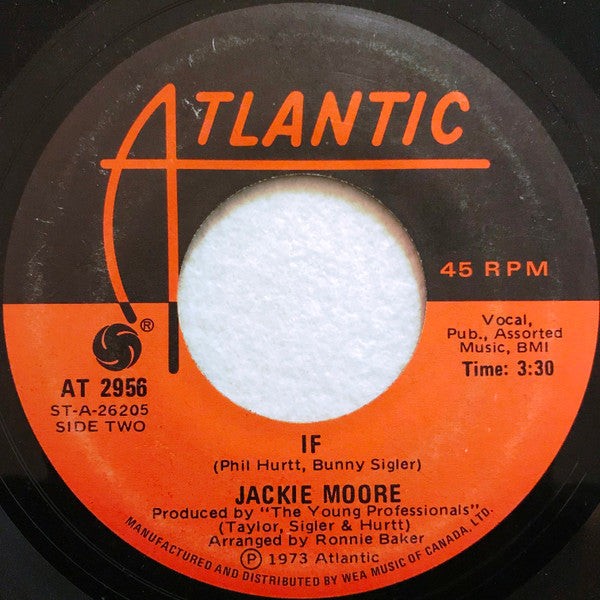 ATLANTIC
45 RPM
®
Vocal,
Pub., Assorted
Music, BMI
Time: 3:30
AT 2956
ST-A-26205
SIDE TWO
IF
(Phil Hurtt, Bunny Sigler)
JACKIE MOORE
Produced by "The Young Professionals"
(Taylor, Sigler & Hurtt)
Arranged by Ronnie Baker
Ⓟ 1973 Atlantic
MANUFACTURED AND DISTRIBUTED BY WEA MUSIC OF CANADA, LTD.